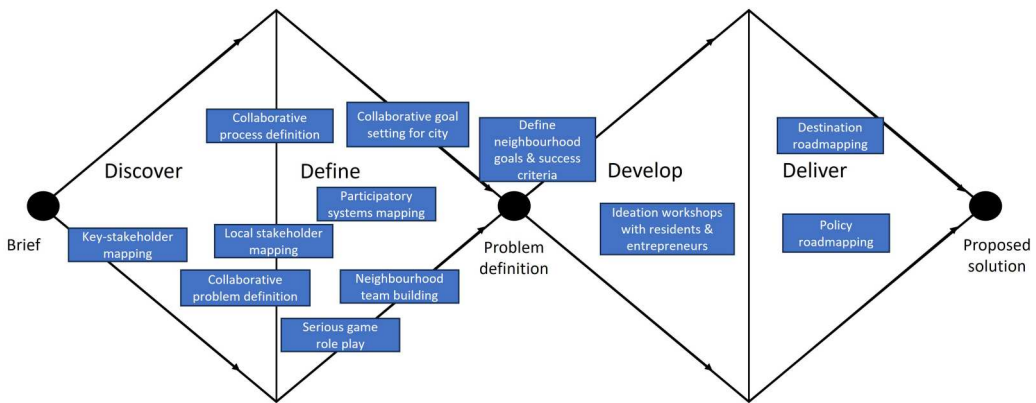 Collaborative
process definition
Collaborative goal
setting for city
Define
neighbourhood
goals & success
criteria
Destination
roadmapping
Discover
Define
Develop
Deliver
Participatory
systems mapping
Brief
Key-stakeholder
mapping
Local stakeholder
mapping
Problem
definition
Ideation workshops
with residents &
entrepreneurs
Policy
roadmapping
Proposed
solution
Collaborative
problem definition
Neighbourhood
team building
Serious game
role play